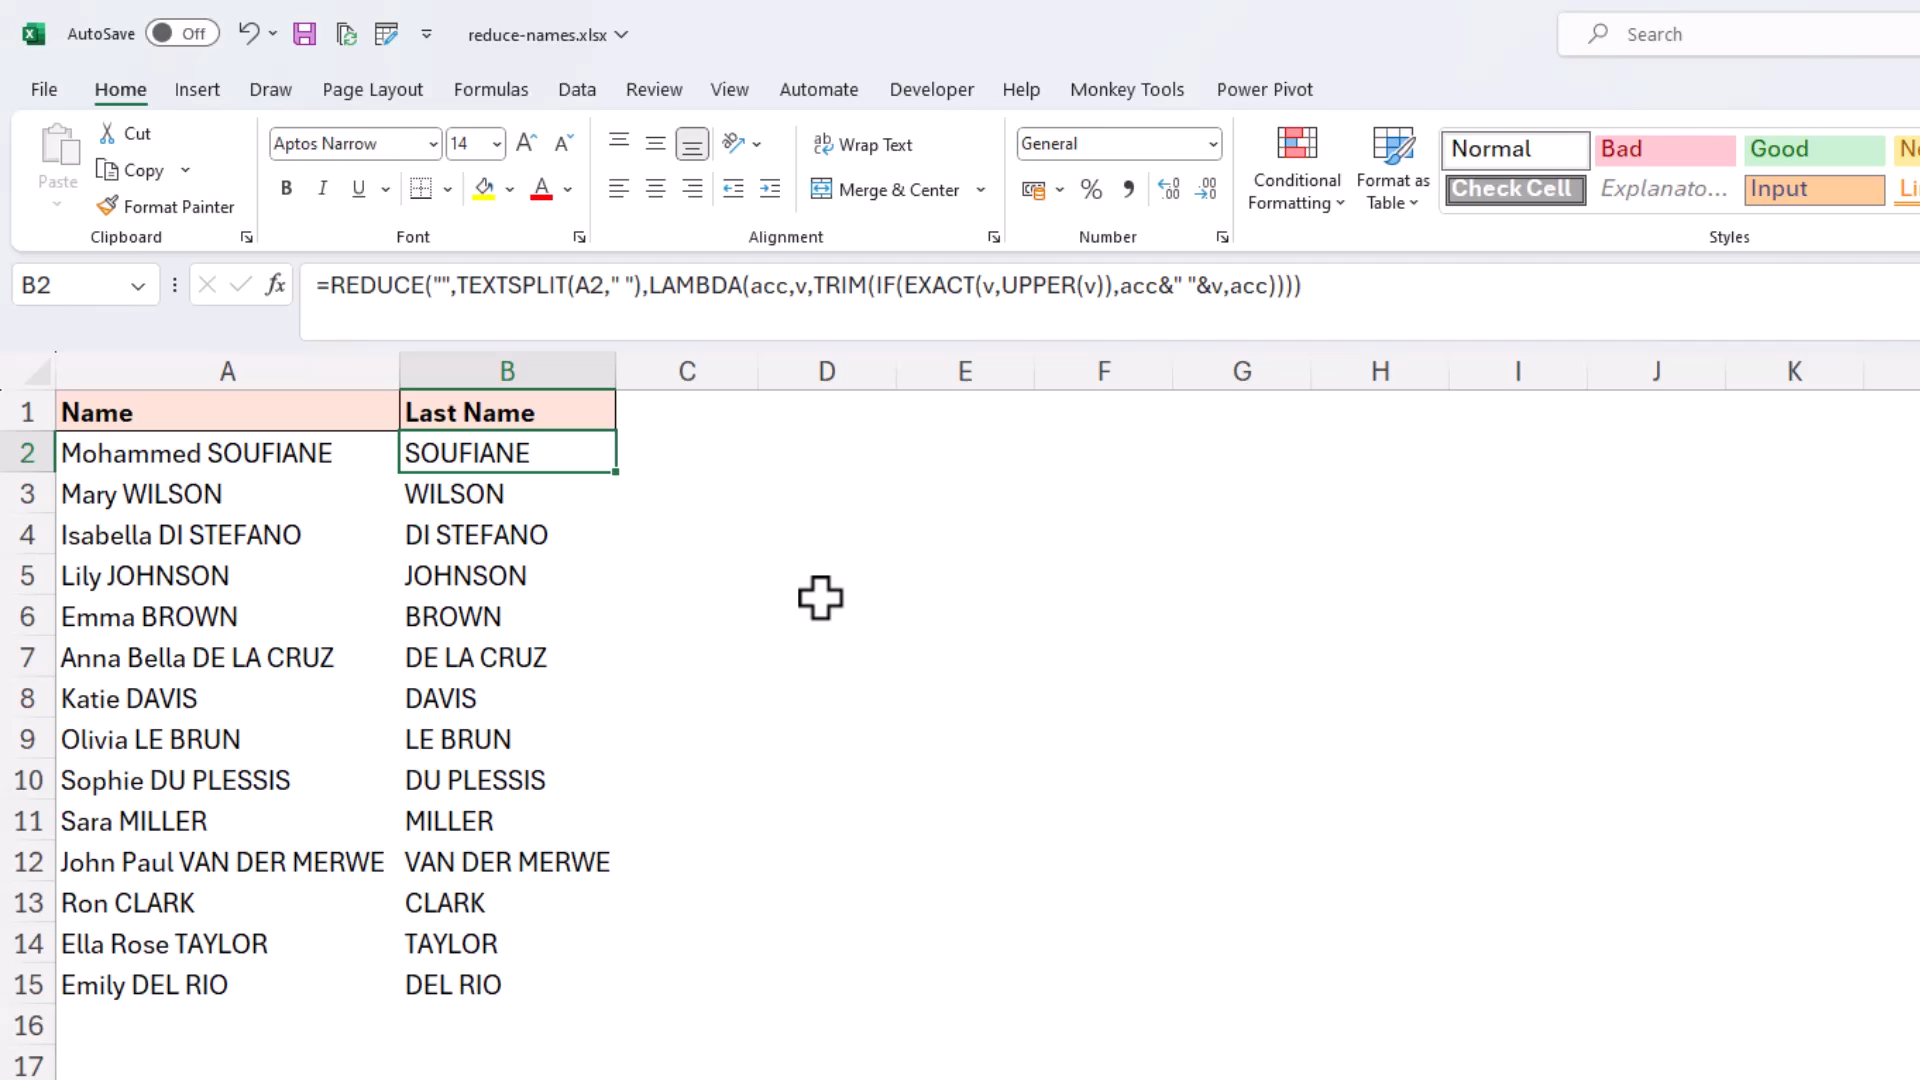 AutoSave Off reduce-names.xlsx Search
File Home Insert Draw Page Layout Formulas Data Review View Automate Developer Help Monkey Tools Power Pivot
Paste
Cut
Copy
Format Painter
Clipboard
Aptos Narrow 14
B I U A
Font
Wrap Text
Merge & Center
Alignment
General
Number
Conditional Formatting
Format as Table
Normal Bad Good
Check Cell Explanato... Input
Styles
B2 fx =REDUCE("",TEXTSPLIT(A2," "),LAMBDA(acc,v,TRIM(IF(EXACT(v,UPPER(v)),acc&" "&v,acc))))
A B C D E F G H I J K
1 Name Last Name
2 Mohammed SOUFIANE SOUFIANE
3 Mary WILSON WILSON
4 Isabella DI STEFANO DI STEFANO
5 Lily JOHNSON JOHNSON
6 Emma BROWN BROWN
7 Anna Bella DE LA CRUZ DE LA CRUZ
8 Katie DAVIS DAVIS
9 Olivia LE BRUN LE BRUN
10 Sophie DU PLESSIS DU PLESSIS
11 Sara MILLER MILLER
12 John Paul VAN DER MERWE VAN DER MERWE
13 Ron CLARK CLARK
14 Ella Rose TAYLOR TAYLOR
15 Emily DEL RIO DEL RIO
16
17